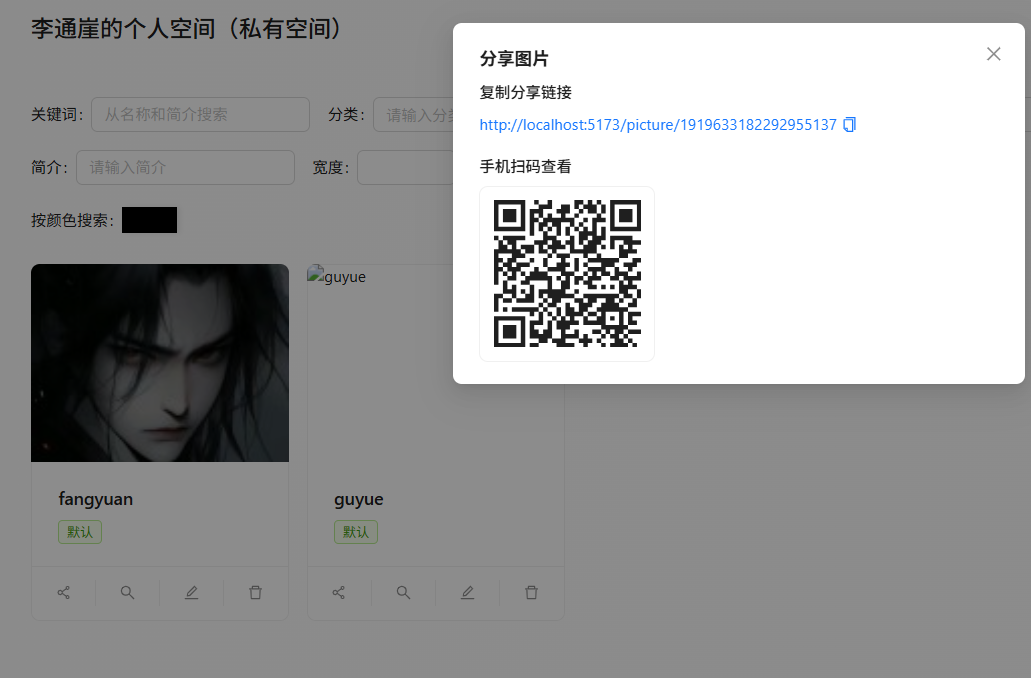 李通崖的个人空间（私有空间）
关键词： 从名称和简介搜索 分类： 请输入分类
简介： 请输入简介 宽度：
按颜色搜索：
guyue
fangyuan
默认
guyue
默认
分享图片
复制分享链接
http://localhost:5173/picture/1919633182292955137
手机扫码查看